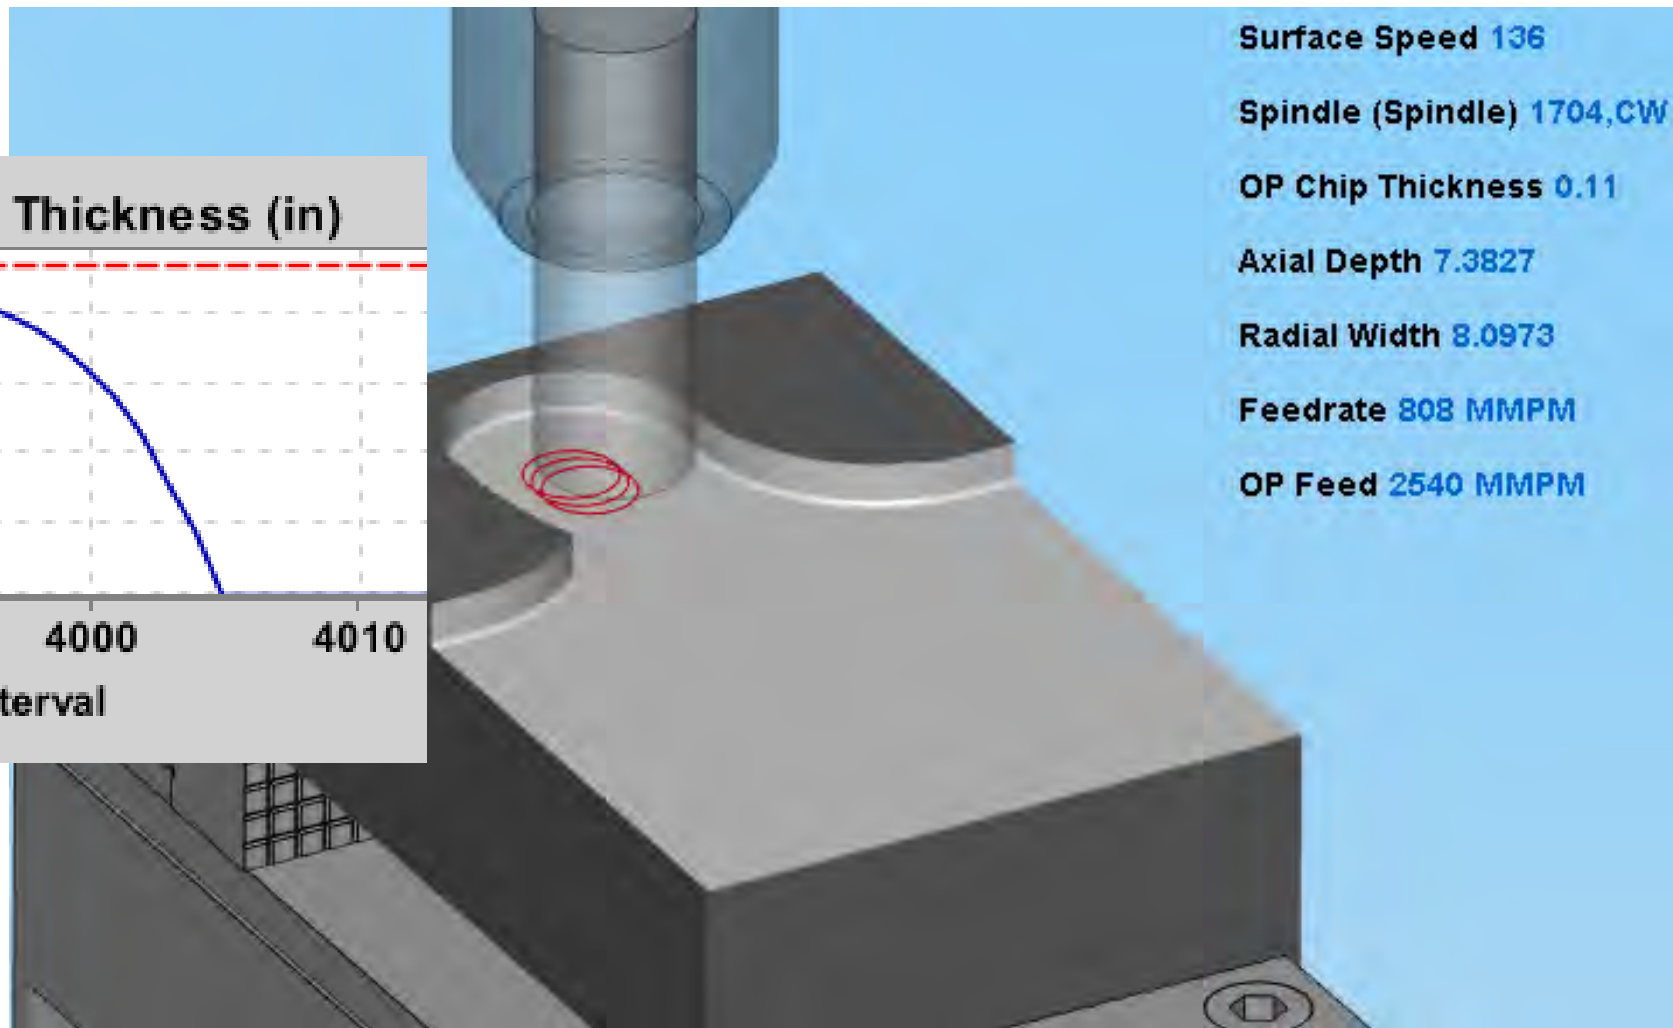 Surface Speed 136
Spindle (Spindle) 1704,CW
OP Chip Thickness 0.11
Axial Depth 7.3827
Radial Width 8.0973
Feedrate 808 MMPM
OP Feed 2540 MMPM
Thickness (in)
4000 4010
terval